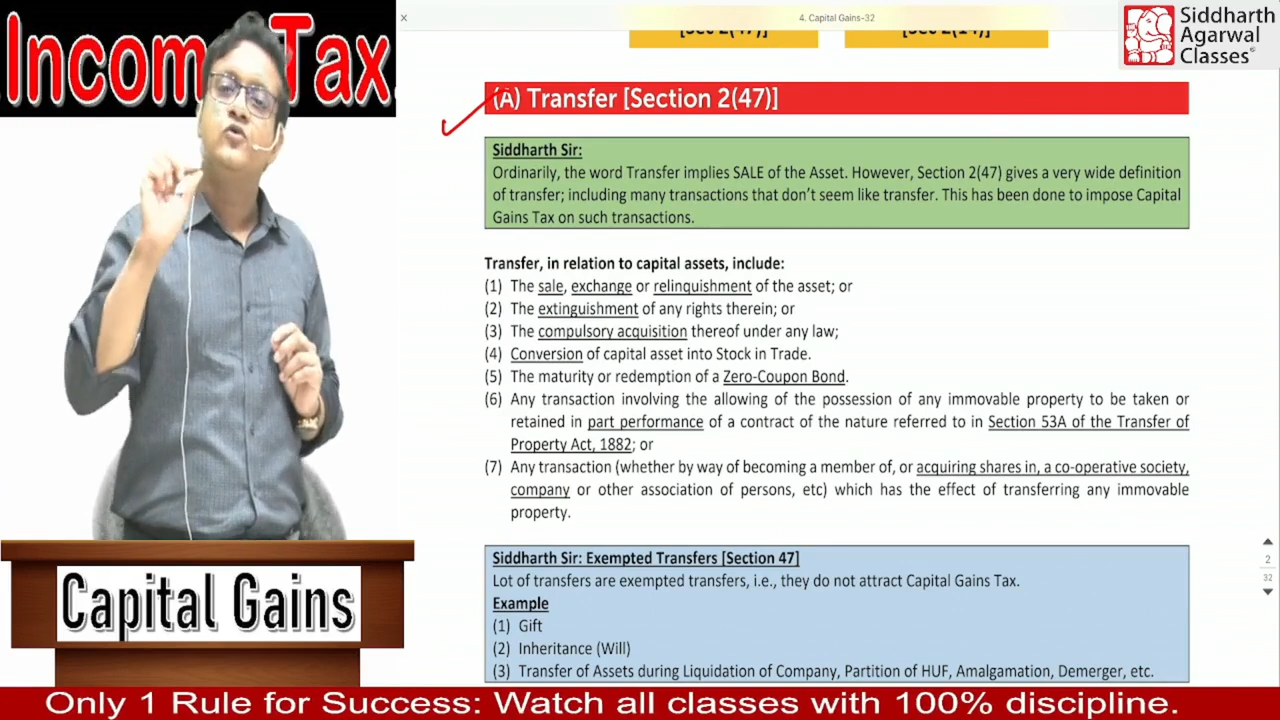 Income Tax
×
4. Capital Gains-32
[Sec 2(47)]
[Sec 2(14)]
Siddharth
Agarwal
Classes
(A) Transfer [Section 2(47)]
Siddharth Sir:
Ordinarily, the word Transfer implies SALE of the Asset. However, Section 2(47) gives a very wide definition
of transfer; including many transactions that don't seem like transfer. This has been done to impose Capital
Gains Tax on such transactions.
Transfer, in relation to capital assets, include:
(1) The sale, exchange or relinquishment of the asset; or
(2) The extinguishment of any rights therein; or
(3) The compulsory acquisition thereof under any law;
(4) Conversion of capital asset into Stock in Trade.
(5) The maturity or redemption of a Zero-Coupon Bond.
(6) Any transaction involving the allowing of the possession of any immovable property to be taken or
retained in part performance of a contract of the nature referred to in Section 53A of the Transfer of
Property Act, 1882; or
(7) Any transaction (whether by way of becoming a member of, or acquiring shares in, a co-operative society,
company or other association of persons, etc) which has the effect of transferring any immovable
property.
Siddharth Sir: Exempted Transfers [Section 47]
Lot of transfers are exempted transfers, i.e., they do not attract Capital Gains Tax.
Example
(1) Gift
(2) Inheritance (Will)
(3) Transfer of Assets during Liquidation of Company, Partition of HUF, Amalgamation, Demerger, etc.
2
32
Capital Gains
Only 1 Rule for Success: Watch all classes with 100% discipline.